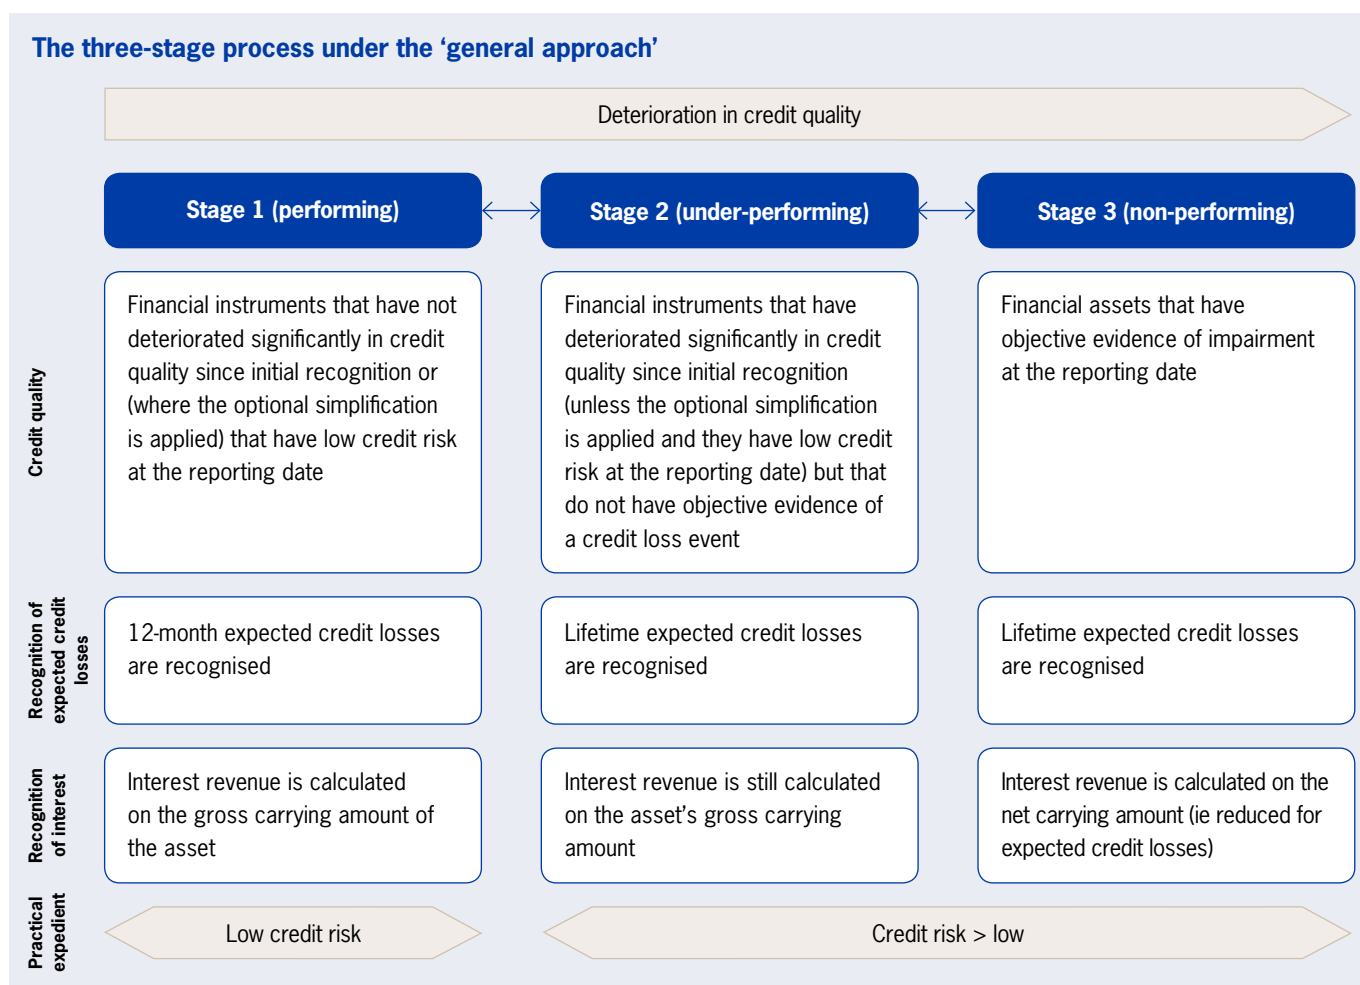 The three-stage process under the ‘general approach’
Deterioration in credit quality
Stage 1 (performing)
Stage 2 (under-performing)
Stage 3 (non-performing)
Credit quality
Financial instruments that have not
deteriorated significantly in credit
quality since initial recognition or
(where the optional simplification
is applied) that have low credit risk
at the reporting date
Financial instruments that have
deteriorated significantly in credit
quality since initial recognition
(unless the optional simplification
is applied and they have low credit
risk at the reporting date) but that
do not have objective evidence of
a credit loss event
Financial assets that have
objective evidence of impairment
at the reporting date
Recognition of
expected credit
losses
12-month expected credit losses
are recognised
Lifetime expected credit losses
are recognised
Lifetime expected credit losses
are recognised
Recognition
of interest
Interest revenue is calculated
on the gross carrying amount of
the asset
Interest revenue is still calculated
on the asset’s gross carrying
amount
Interest revenue is calculated on the
net carrying amount (ie reduced for
expected credit losses)
Practical
expedient
Low credit risk
Credit risk > low